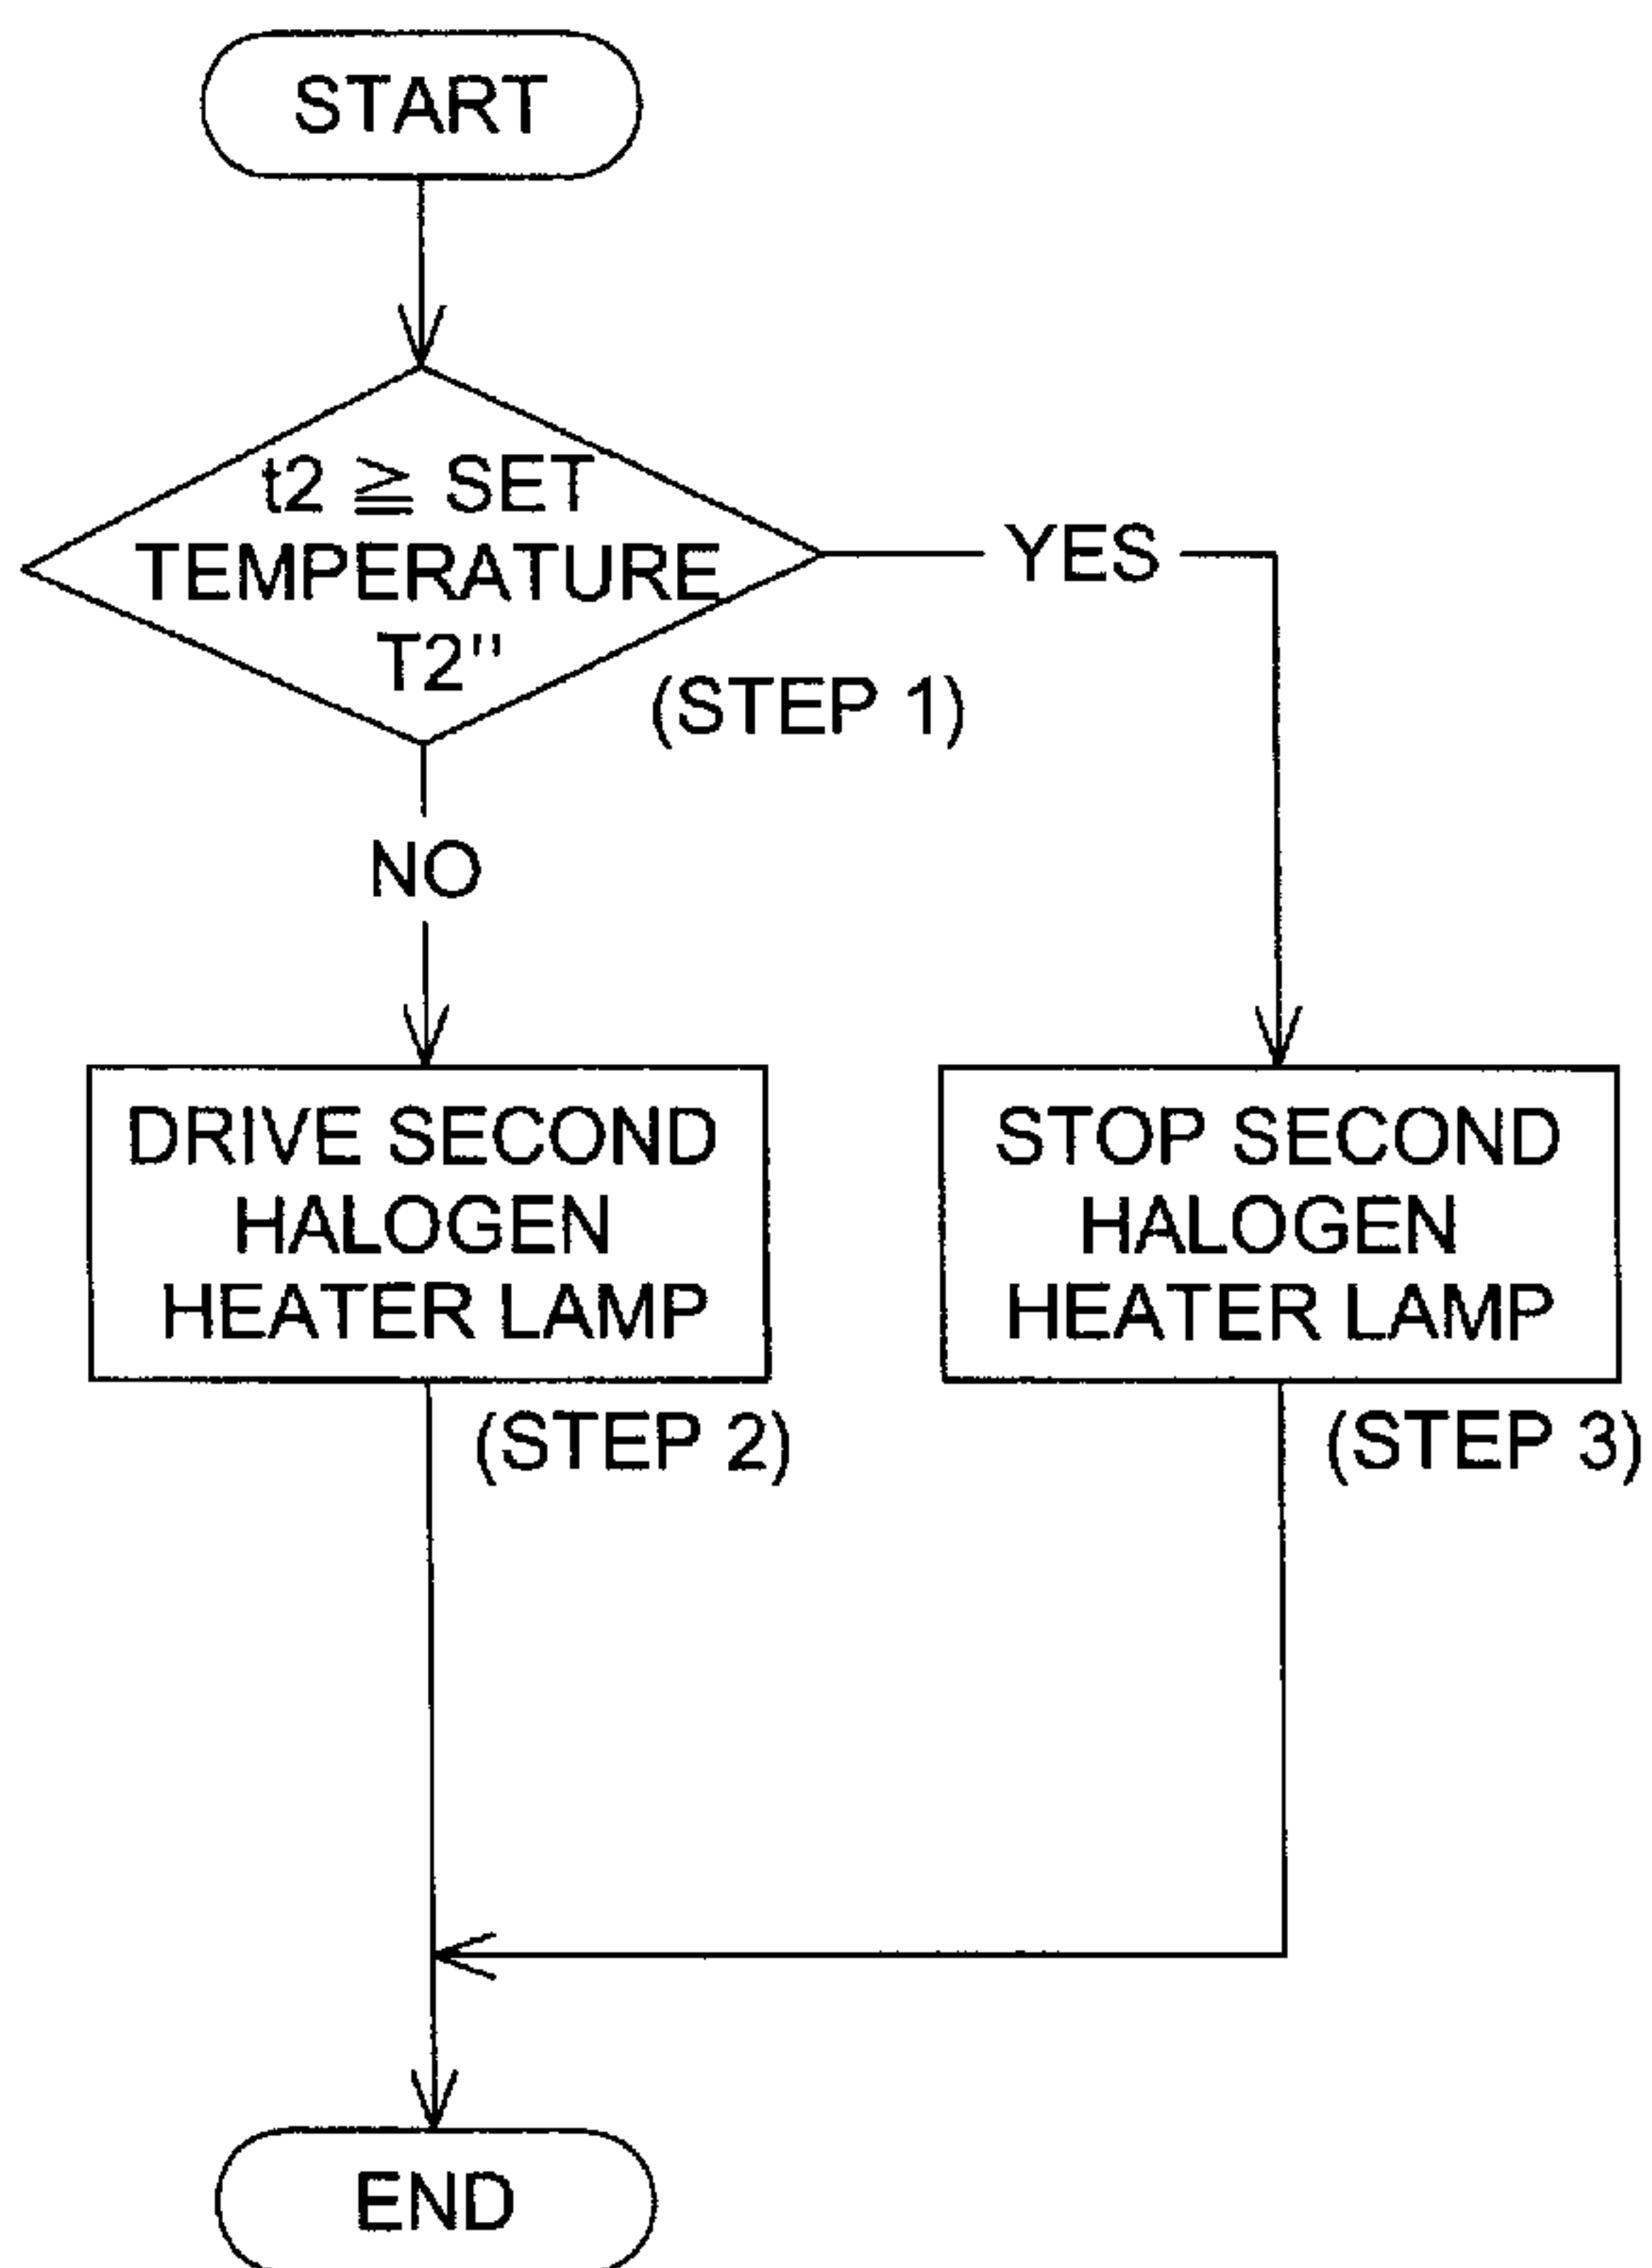 START
t2 ≧ SET
TEMPERATURE
T2"
(STEP 1)
YES
NO
DRIVE SECOND
HALOGEN
HEATER LAMP
(STEP 2)
STOP SECOND
HALOGEN
HEATER LAMP
(STEP 3)
END